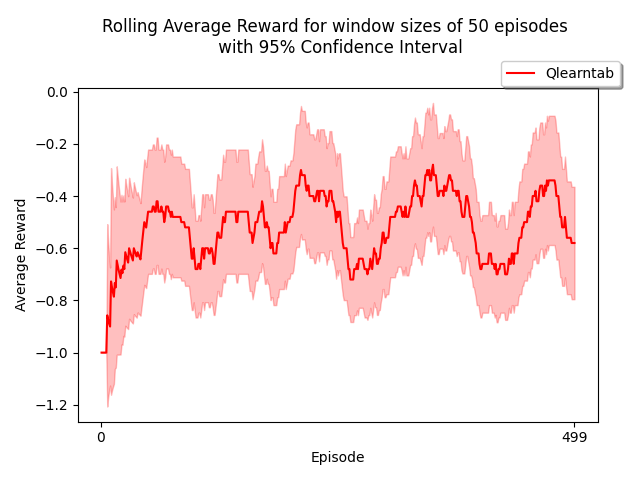 Rolling Average Reward for window sizes of 50 episodes
with 95% Confidence Interval
Qlearntab
0.0
−0.2
−0.4
−0.6
−0.8
−1.0
−1.2
Average Reward
0
499
Episode